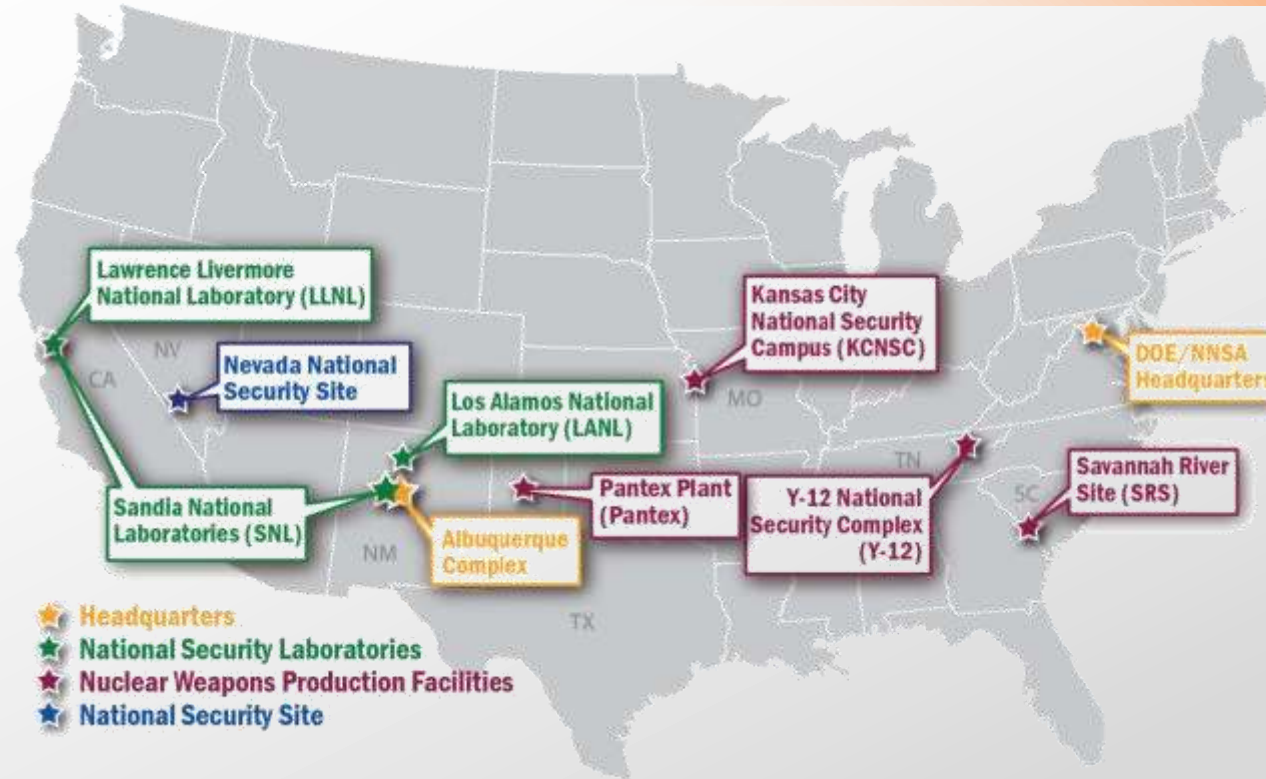 Lawrence Livermore
National Laboratory (LLNL)
NV
CA
Nevada National
Security Site
Los Alamos National
Laboratory (LANL)
Kansas City
National Security
Campus (KCNSC)
MO
DOE/NNSA
Headquarters
Sandia National
Laboratories (SNL)
NM
Albuquerque
Complex
Pantex Plant
(Pantex)
TN
Y-12 National
Security Complex
(Y-12)
SC
Savannah River
Site (SRS)
TX
Headquarters
National Security Laboratories
Nuclear Weapons Production Facilities
National Security Site